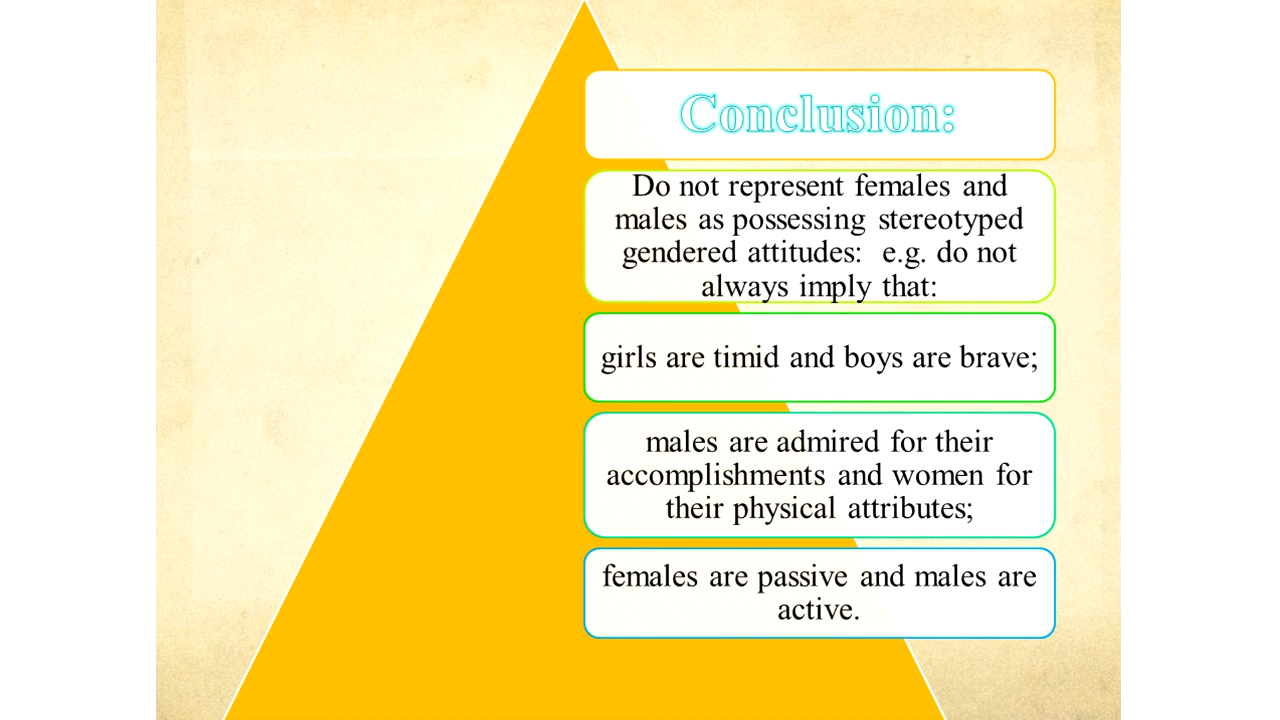 Conclusion:
Do not represent females and
males as possessing stereotyped
gendered attitudes: e.g. do not
always imply that:
girls are timid and boys are brave;
males are admired for their
accomplishments and women for
their physical attributes;
females are passive and males are
active.